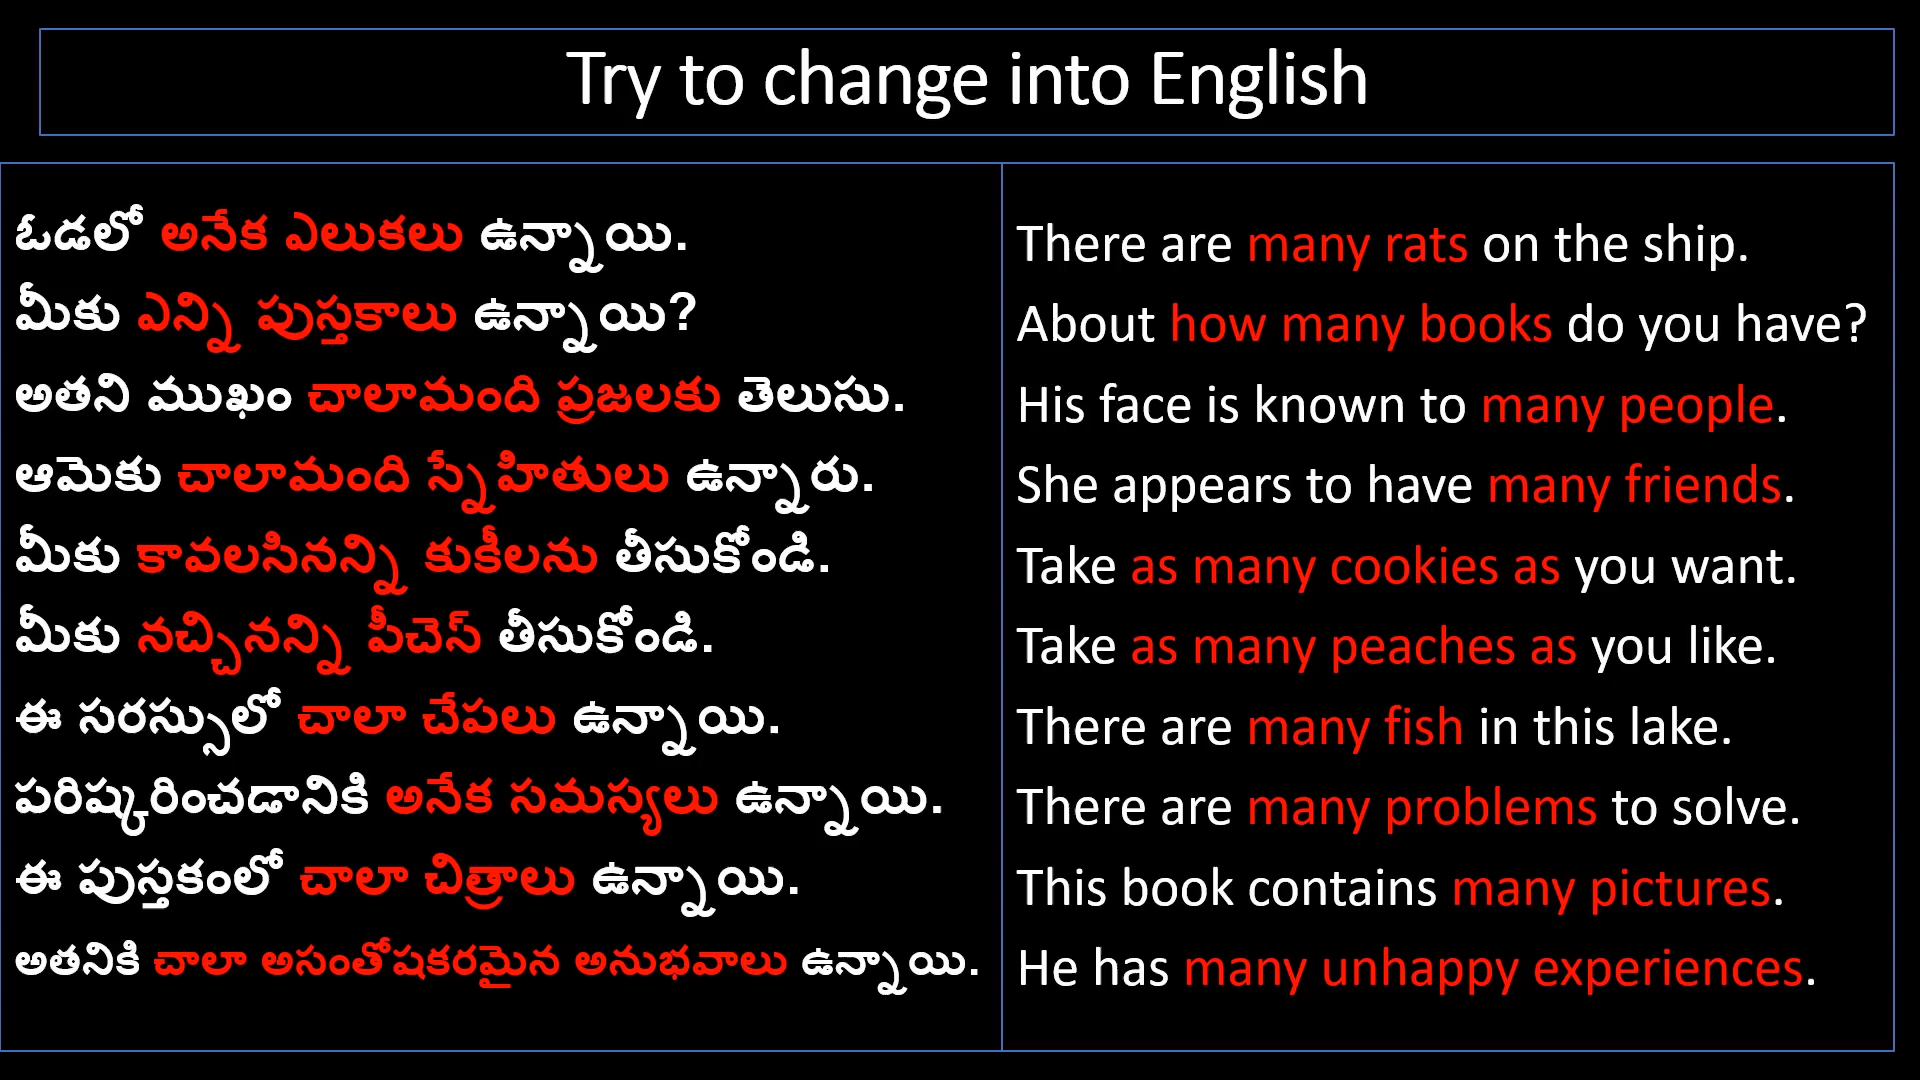 Try to change into English
ఓడలో అనేక ఎలుకలు ఉన్నాయి.
మీకు ఎన్ని పుస్తకాలు ఉన్నాయి?
అతని ముఖం చాలామంది ప్రజలకు తెలుసు.
ఆమెకు చాలామంది స్నేహితులు ఉన్నారు.
మీకు కావలసినన్ని కుకీలను తీసుకోండి.
మీకు నచ్చినన్ని పీచెస్ తీసుకోండి.
ఈ సరస్సులో చాలా చేపలు ఉన్నాయి.
పరిష్కరించడానికి అనేక సమస్యలు ఉన్నాయి.
ఈ పుస్తకంలో చాలా చిత్రాలు ఉన్నాయి.
అతనికి చాలా అసంతోషకరమైన అనుభవాలు ఉన్నాయి.
There are many rats on the ship.
About how many books do you have?
His face is known to many people.
She appears to have many friends.
Take as many cookies as you want.
Take as many peaches as you like.
There are many fish in this lake.
There are many problems to solve.
This book contains many pictures.
He has many unhappy experiences.